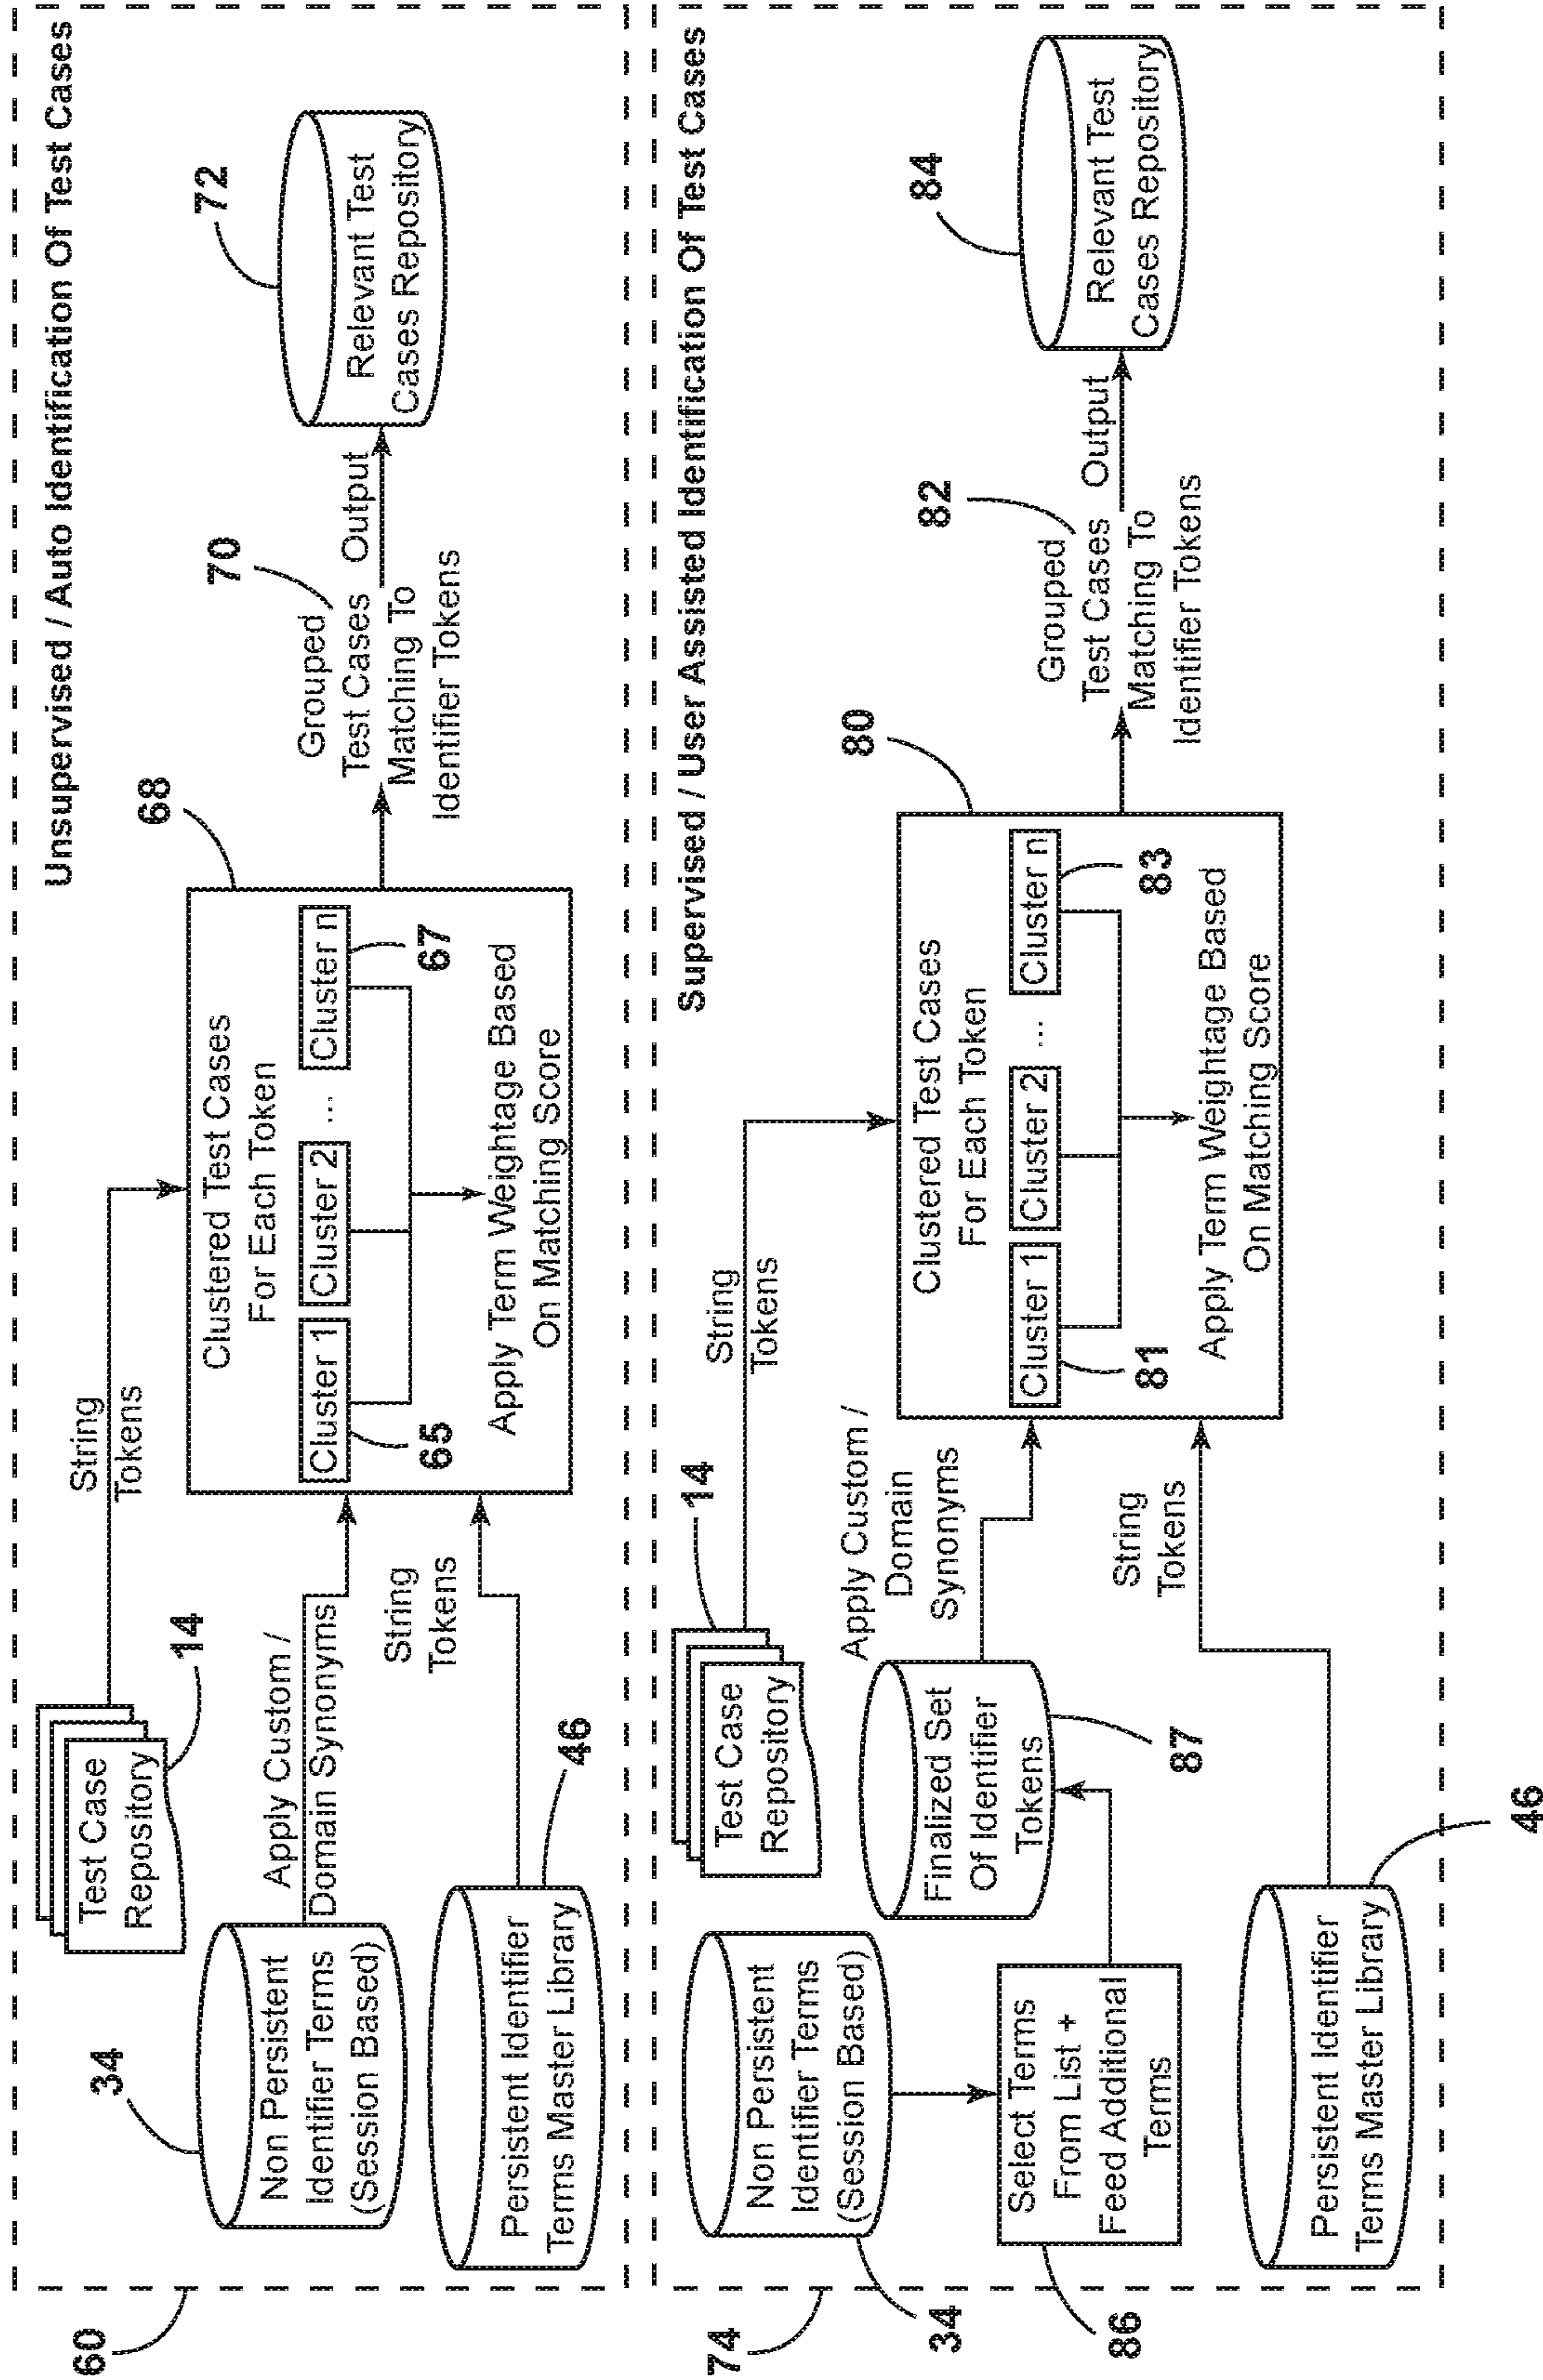 60
Unsupervised / Auto Identification Of Test Cases
Test Case
Repository
14
String
Tokens
34
Non Persistent
Identifier Terms
(Session Based)
Apply Custom /
Domain Synonyms
Persistent Identifier
Terms Master Library
46
String
Tokens
68
Clustered Test Cases
For Each Token
Cluster 1
Cluster 2
...
Cluster n
65
67
Apply Term Weightage Based
On Matching Score
70
Grouped
Test Cases
Matching To
Identifier Tokens
Output
72
Relevant Test
Cases Repository
74
Supervised / User Assisted Identification Of Test Cases
Test Case
Repository
14
String
Tokens
34
Non Persistent
Identifier Terms
(Session Based)
86
Select Terms
From List +
Feed Additional
Terms
Finalized Set
Of Identifier
Tokens
87
Apply Custom /
Domain
Synonyms
Persistent Identifier
Terms Master Library
46
String
Tokens
80
Clustered Test Cases
For Each Token
Cluster 1
Cluster 2
...
Cluster n
81
83
Apply Term Weightage Based
On Matching Score
82
Grouped
Test Cases
Matching To
Identifier Tokens
Output
84
Relevant Test
Cases Repository